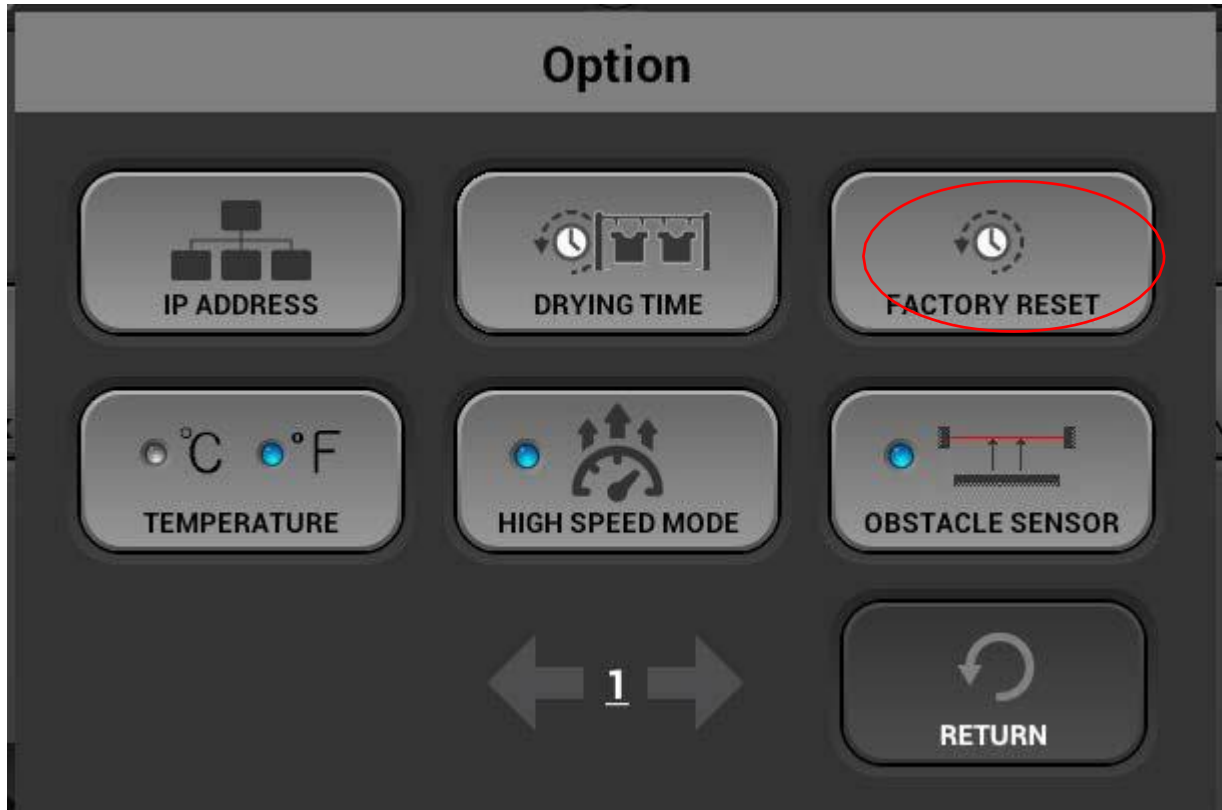 Option
IP ADDRESS
DRYING TIME
FACTORY RESET
°C °F
TEMPERATURE
HIGH SPEED MODE
OBSTACLE SENSOR
1
RETURN